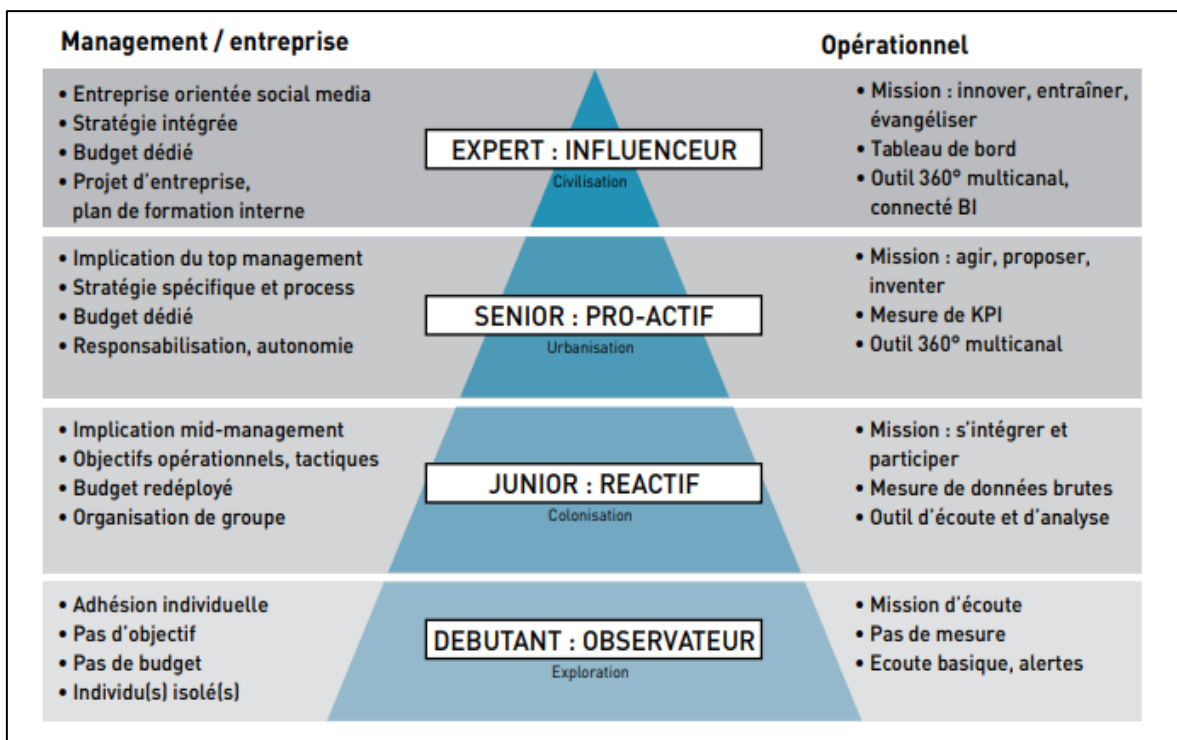 Management / entreprise
Opérationnel
• Entreprise orientée social media
• Stratégie intégrée
• Budget dédié
• Projet d'entreprise,
plan de formation interne
EXPERT : INFLUENCEUR
Civilisation
• Mission : innover, entraîner,
évangéliser
• Tableau de bord
• Outil 360° multicanal,
connecté BI
• Implication du top management
• Stratégie spécifique et process
• Budget dédié
• Responsabilisation, autonomie
SENIOR : PRO-ACTIF
Urbanisation
• Mission : agir, proposer,
inventer
• Mesure de KPI
• Outil 360° multicanal
• Implication mid-management
• Objectifs opérationnels, tactiques
• Budget redéployé
• Organisation de groupe
JUNIOR : REACTIF
Colonisation
• Mission : s'intégrer et
participer
• Mesure de données brutes
• Outil d'écoute et d'analyse
• Adhésion individuelle
• Pas d'objectif
• Pas de budget
• Individu(s) isolé(s)
DEBUTANT : OBSERVATEUR
Exploration
• Mission d'écoute
• Pas de mesure
• Ecoute basique, alertes